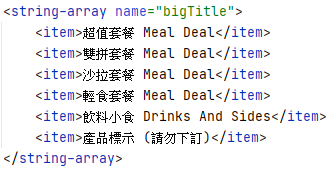 <string-array name="bigTitle">
<item>超值套餐 Meal Deal</item>
<item>雙拼套餐 Meal Deal</item>
<item>沙拉套餐 Meal Deal</item>
<item>輕食套餐 Meal Deal</item>
<item>飲料小食 Drinks And Sides</item>
<item>產品標示 (請勿下訂)</item>
</string-array>